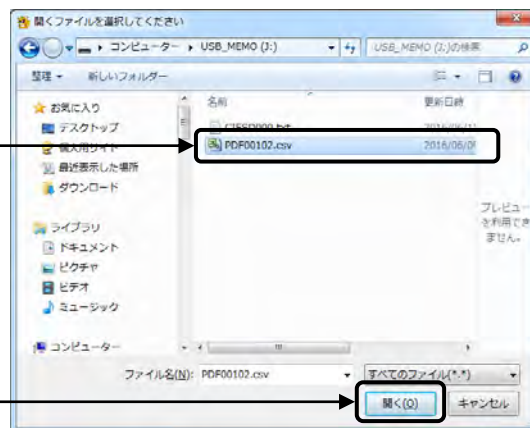 開くファイルを選択してください
コンピューター ▸ USB_MEMO (J:)
USB_MEMO (J:)の検索
整理 新しいフォルダー
名前 更新日時
お気に入り
デスクトップ
最近表示した場所
ダウンロード
PDF00102.csv
ライブラリ
ドキュメント
ピクチャ
ビデオ
ミュージック
コンピューター
プレビュー
を利用でき
ません。
ファイル名(N): PDF00102.csv
すべてのファイル(*.*)
開く(O) キャンセル